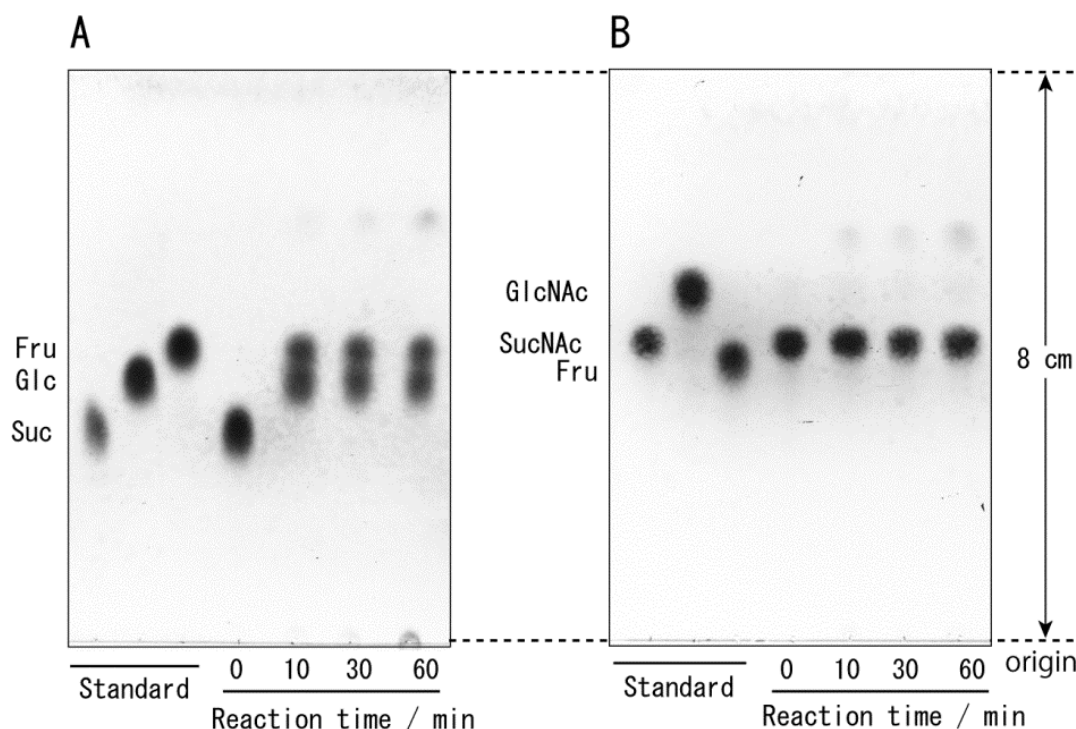 A
B
GlcNAc
Fru
SucNAc
Glc
Fru
8 cm
Suc
origin
0 10 30 60
0 10 30 60
Standard
Standard
Reaction time / min
Reaction time / min